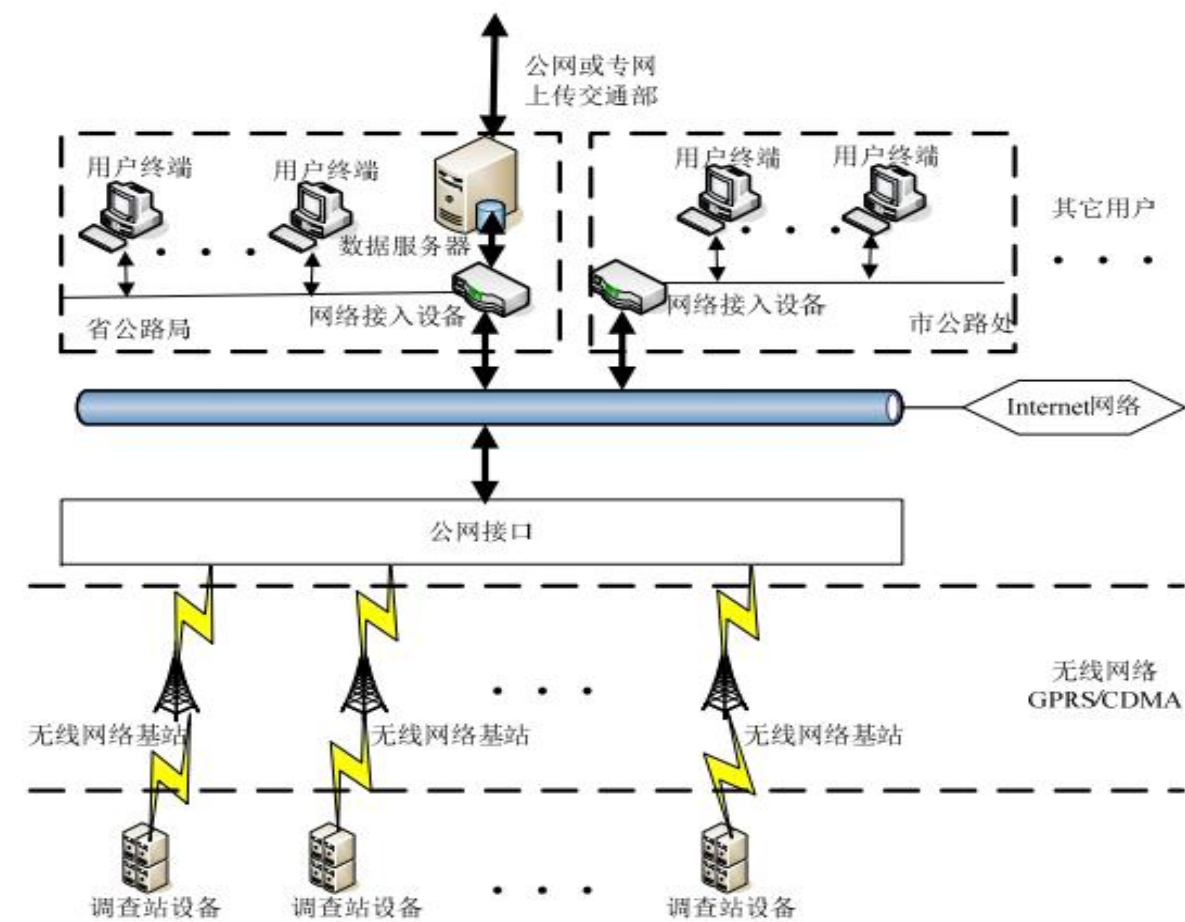 公网或专网
上传交通部
用户终端
用户终端
用户终端
用户终端
其它用户
数据服务器
网络接入设备
网络接入设备
省公路局
市公路处
Internet网络
公网接口
无线网络
GPRS/CDMA
无线网络基站
无线网络基站
无线网络基站
调查站设备
调查站设备
调查站设备